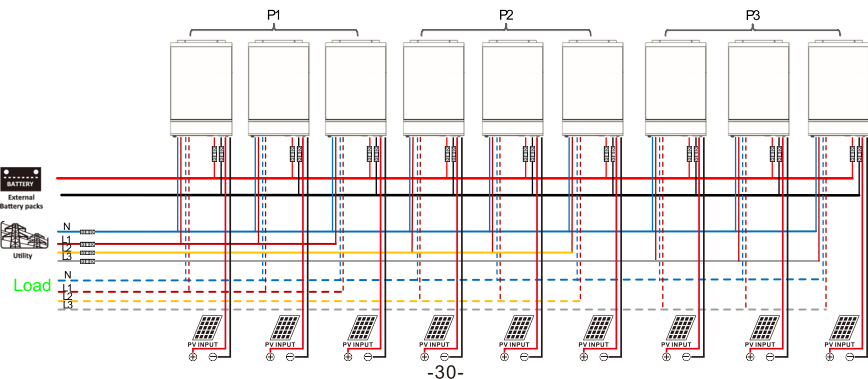 P1 P2 P3
BATTERY
External
Battery packs
N
L1
L2
L3
Utility
N
Load
L1
L2
L3
PV INPUT PV INPUT PV INPUT PV INPUT PV INPUT PV INPUT PV INPUT PV INPUT PV INPUT
-30-